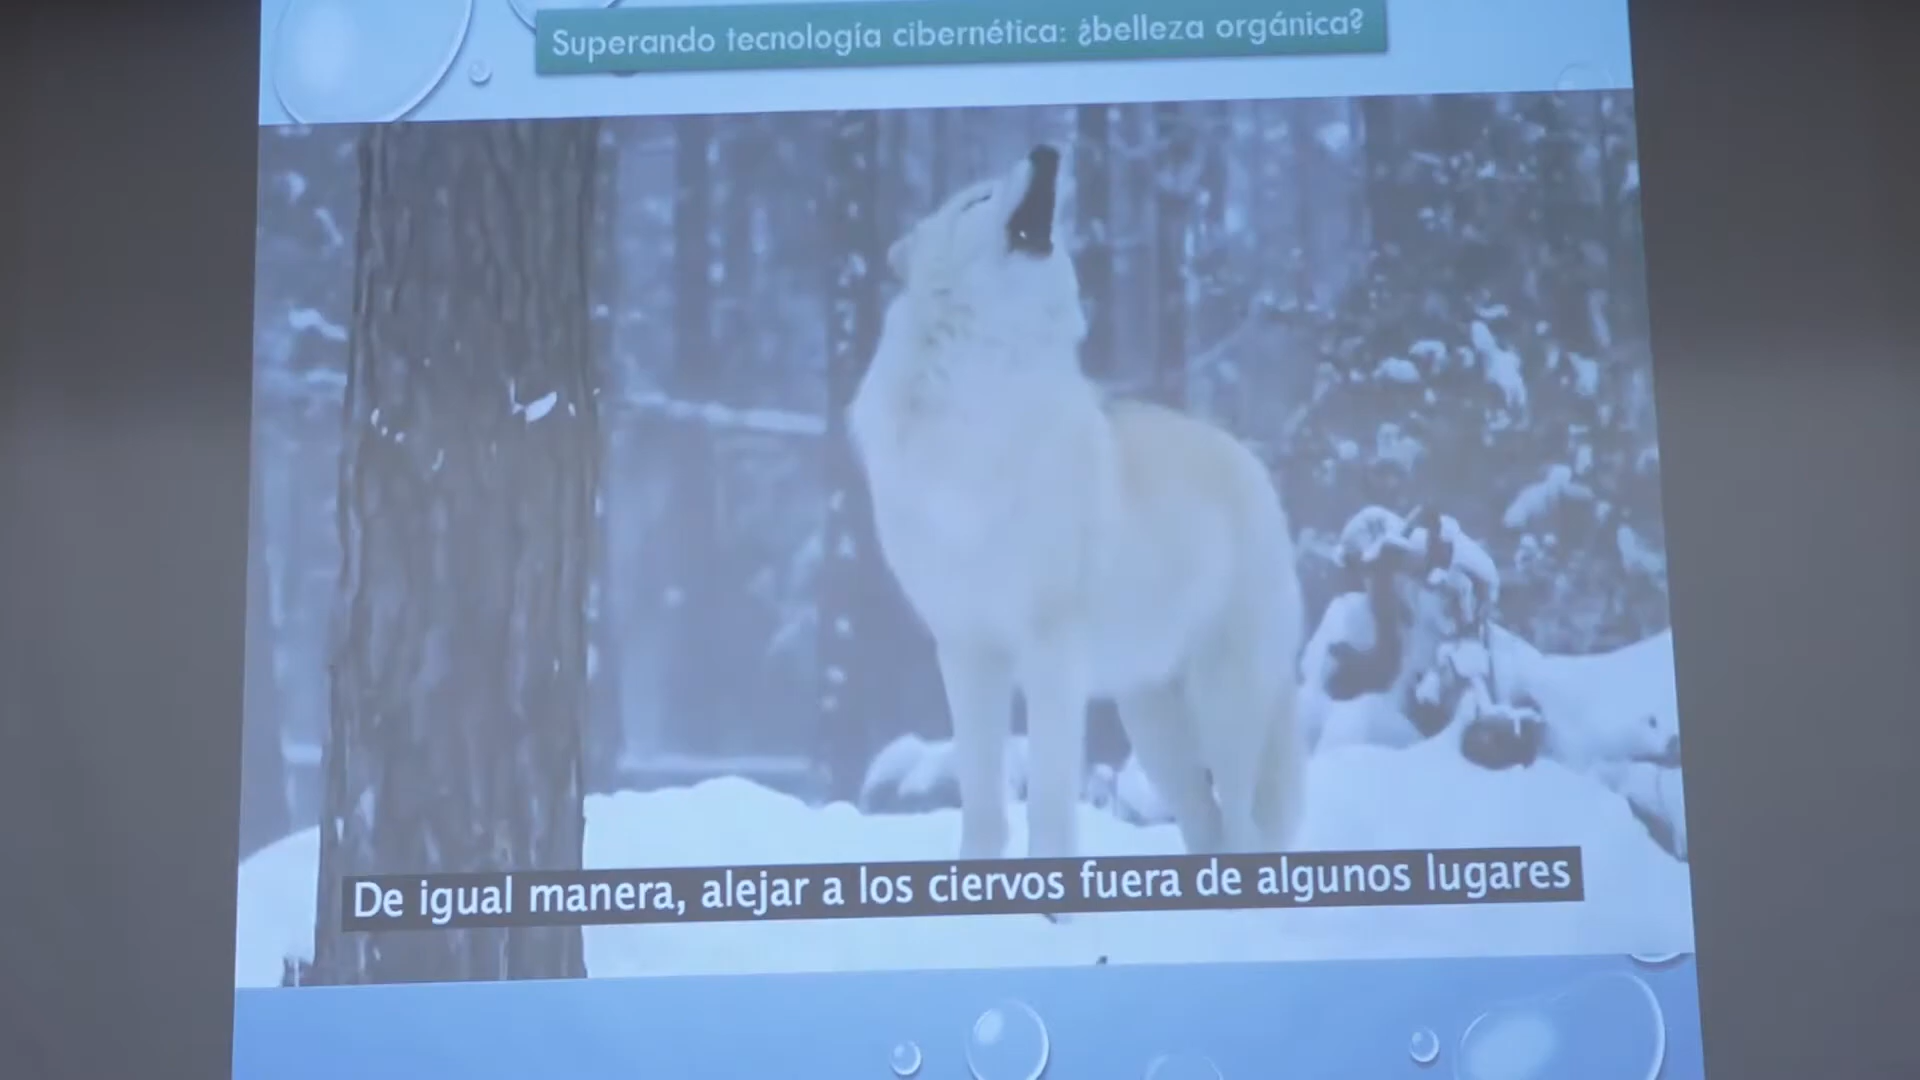 Superando tecnología cibernética: ¿belleza orgánica?
De igual manera, alejar a los ciervos fuera de algunos lugares